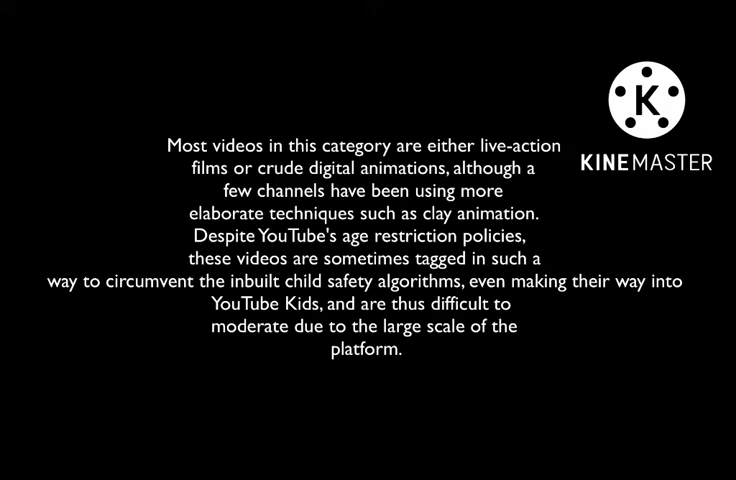 K
KINEMASTER
Most videos in this category are either live-action
films or crude digital animations, although a
few channels have been using more
elaborate techniques such as clay animation.
Despite YouTube's age restriction policies,
these videos are sometimes tagged in such a
way to circumvent the inbuilt child safety algorithms, even making their way into
YouTube Kids, and are thus difficult to
moderate due to the large scale of the
platform.